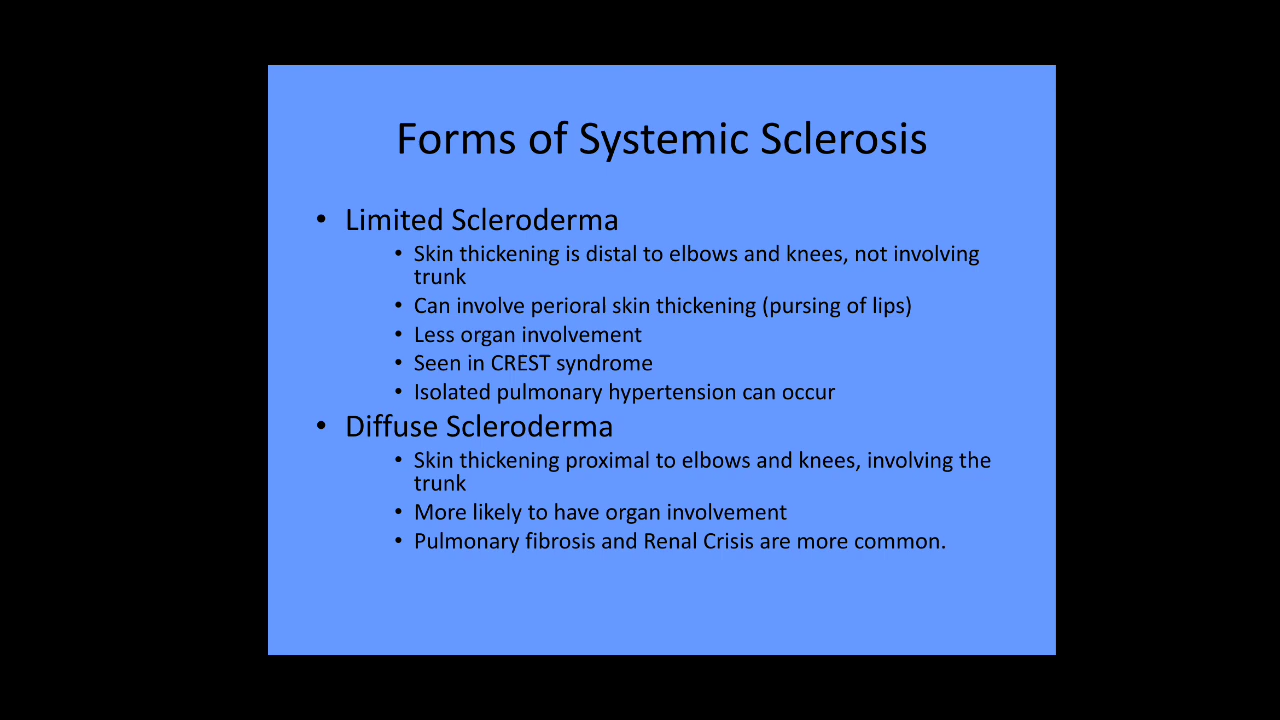 Forms of Systemic Sclerosis
• Limited Scleroderma
• Skin thickening is distal to elbows and knees, not involving
trunk
• Can involve perioral skin thickening (pursing of lips)
• Less organ involvement
• Seen in CREST syndrome
• Isolated pulmonary hypertension can occur
• Diffuse Scleroderma
• Skin thickening proximal to elbows and knees, involving the
trunk
• More likely to have organ involvement
• Pulmonary fibrosis and Renal Crisis are more common.